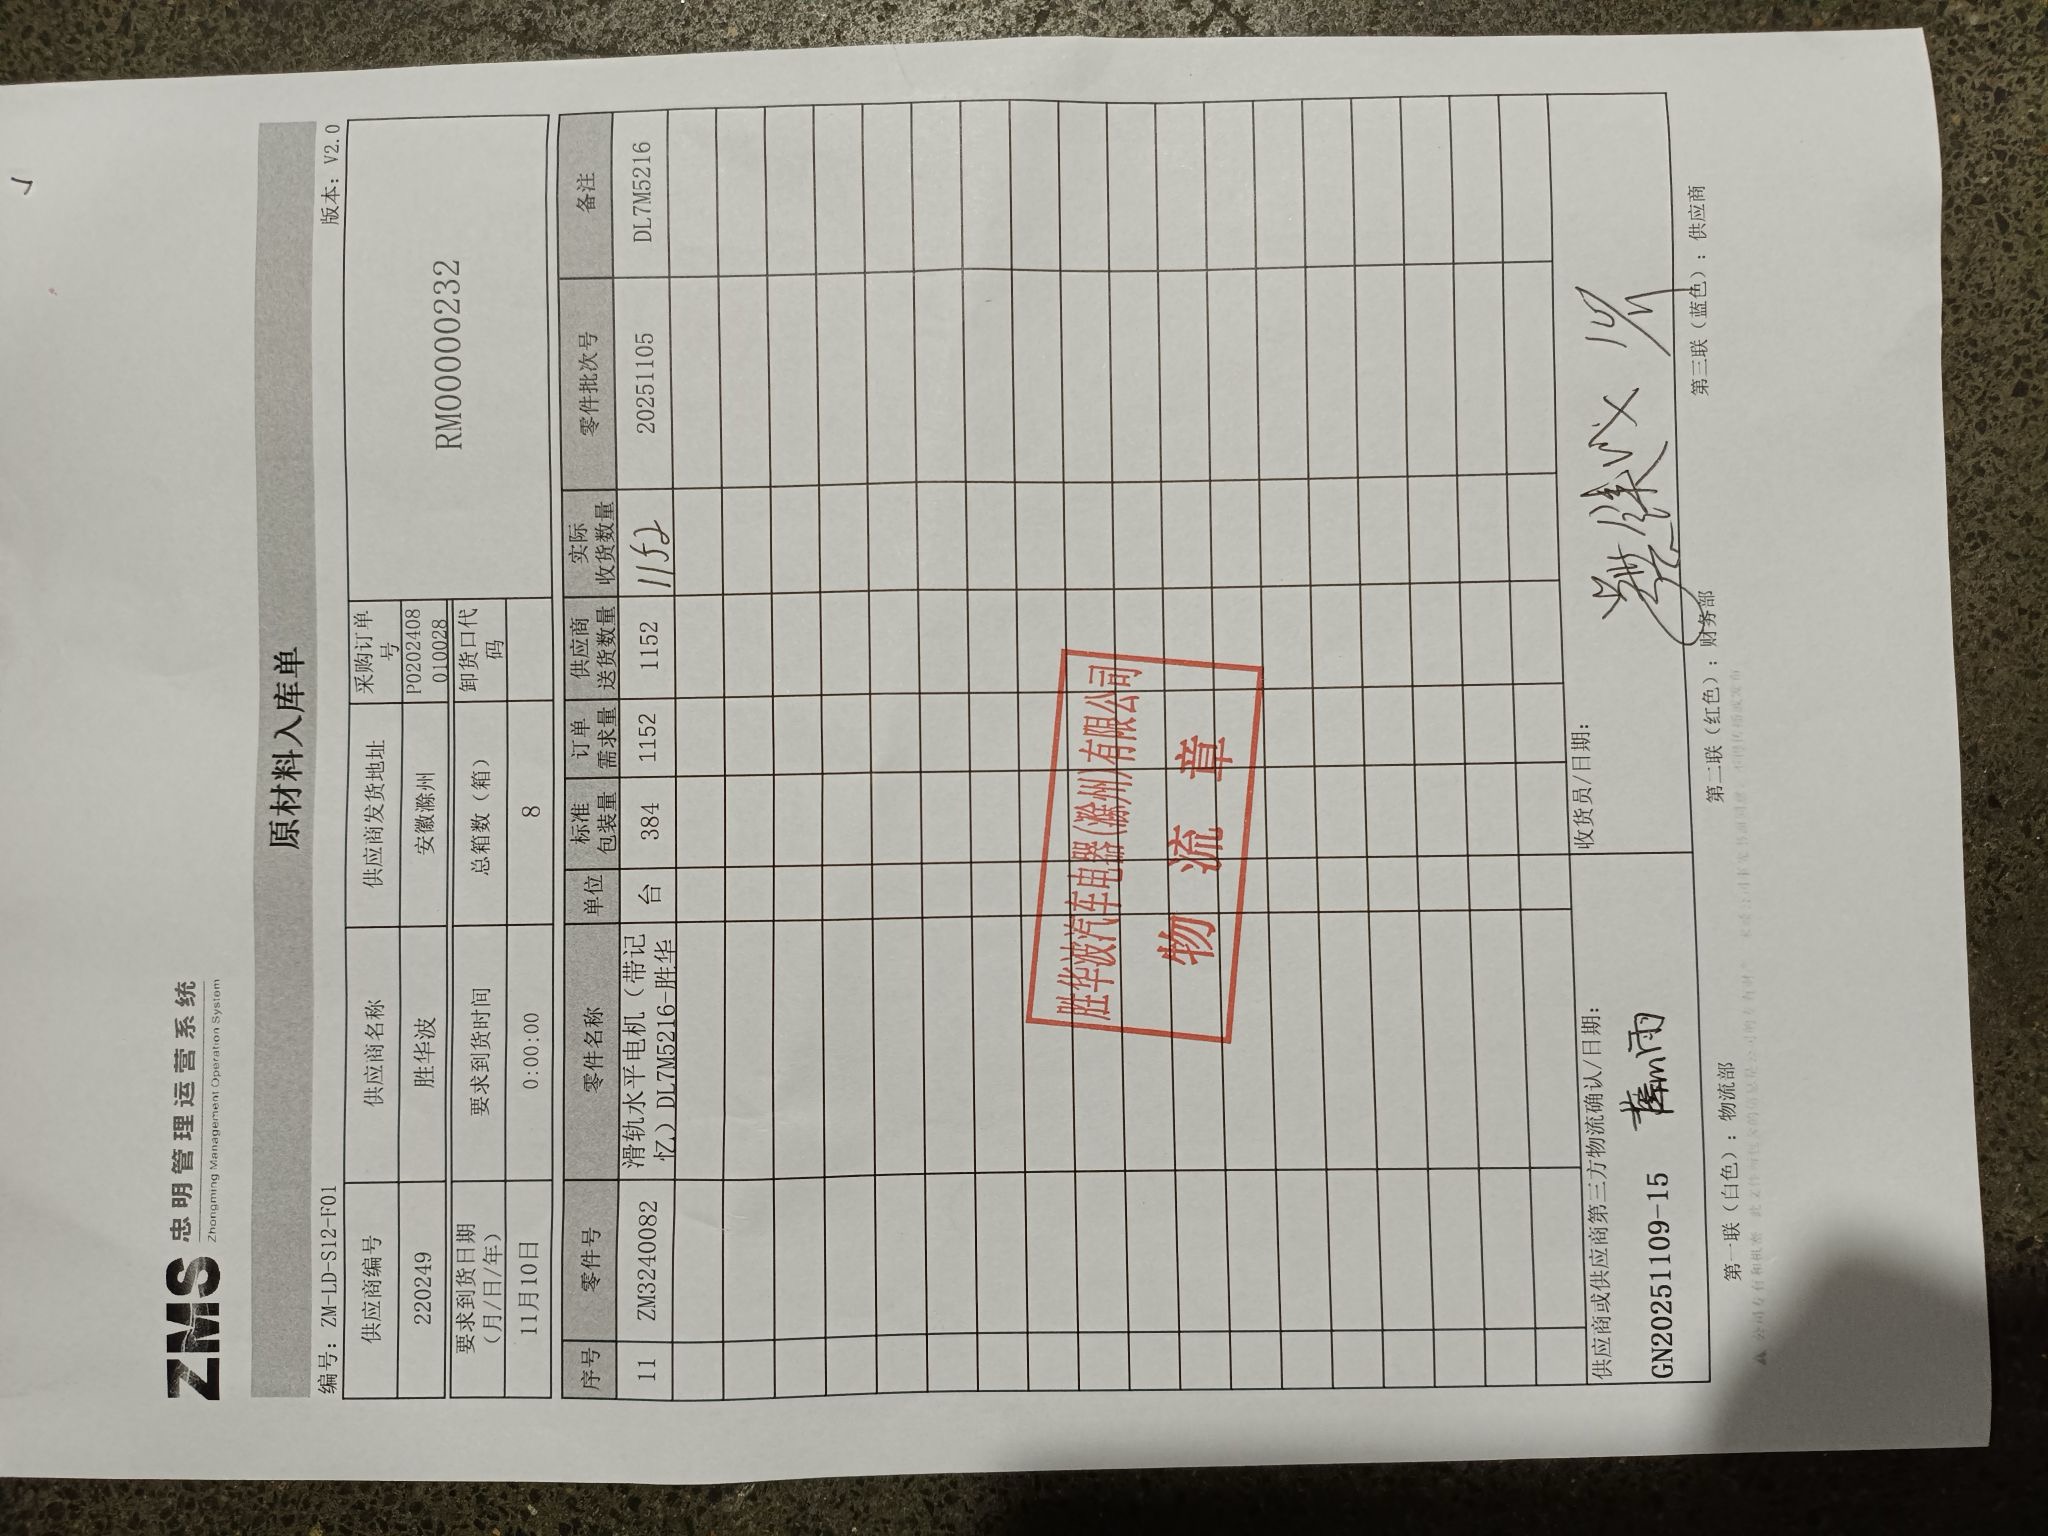 ZMS 忠明管理运营系统
Zhongming Management Operation System
原材料入库单
编号: ZM-LD-S12-F01 版本: V2.0
供应商编号 供应商名称 供应商发货地址 采购订单号 RM00000232
220249 胜华波 安徽滁州 PO202408010028
要求到货日期(月/日/年) 要求到货时间 总箱数(箱) 卸货口代码
11月10日 0:00:00 8
序号 零件号 零件名称 单位 标准包装量 订单需求量 供应商送货数量 实际收货数量 零件批次号 备注
11 ZM3240082 滑轨水平电机(带记忆)DL7M5216-胜华 台 384 1152 1152 1152 20251105 DL7M5216
胜华波汽车电器(滁州)有限公司
物流章
供应商或供应商第三方物流确认/日期: 收货员/日期:
GN20251109-15
第一联(白色): 物流部 第二联(红色): 财务部 第三联(蓝色): 供应商